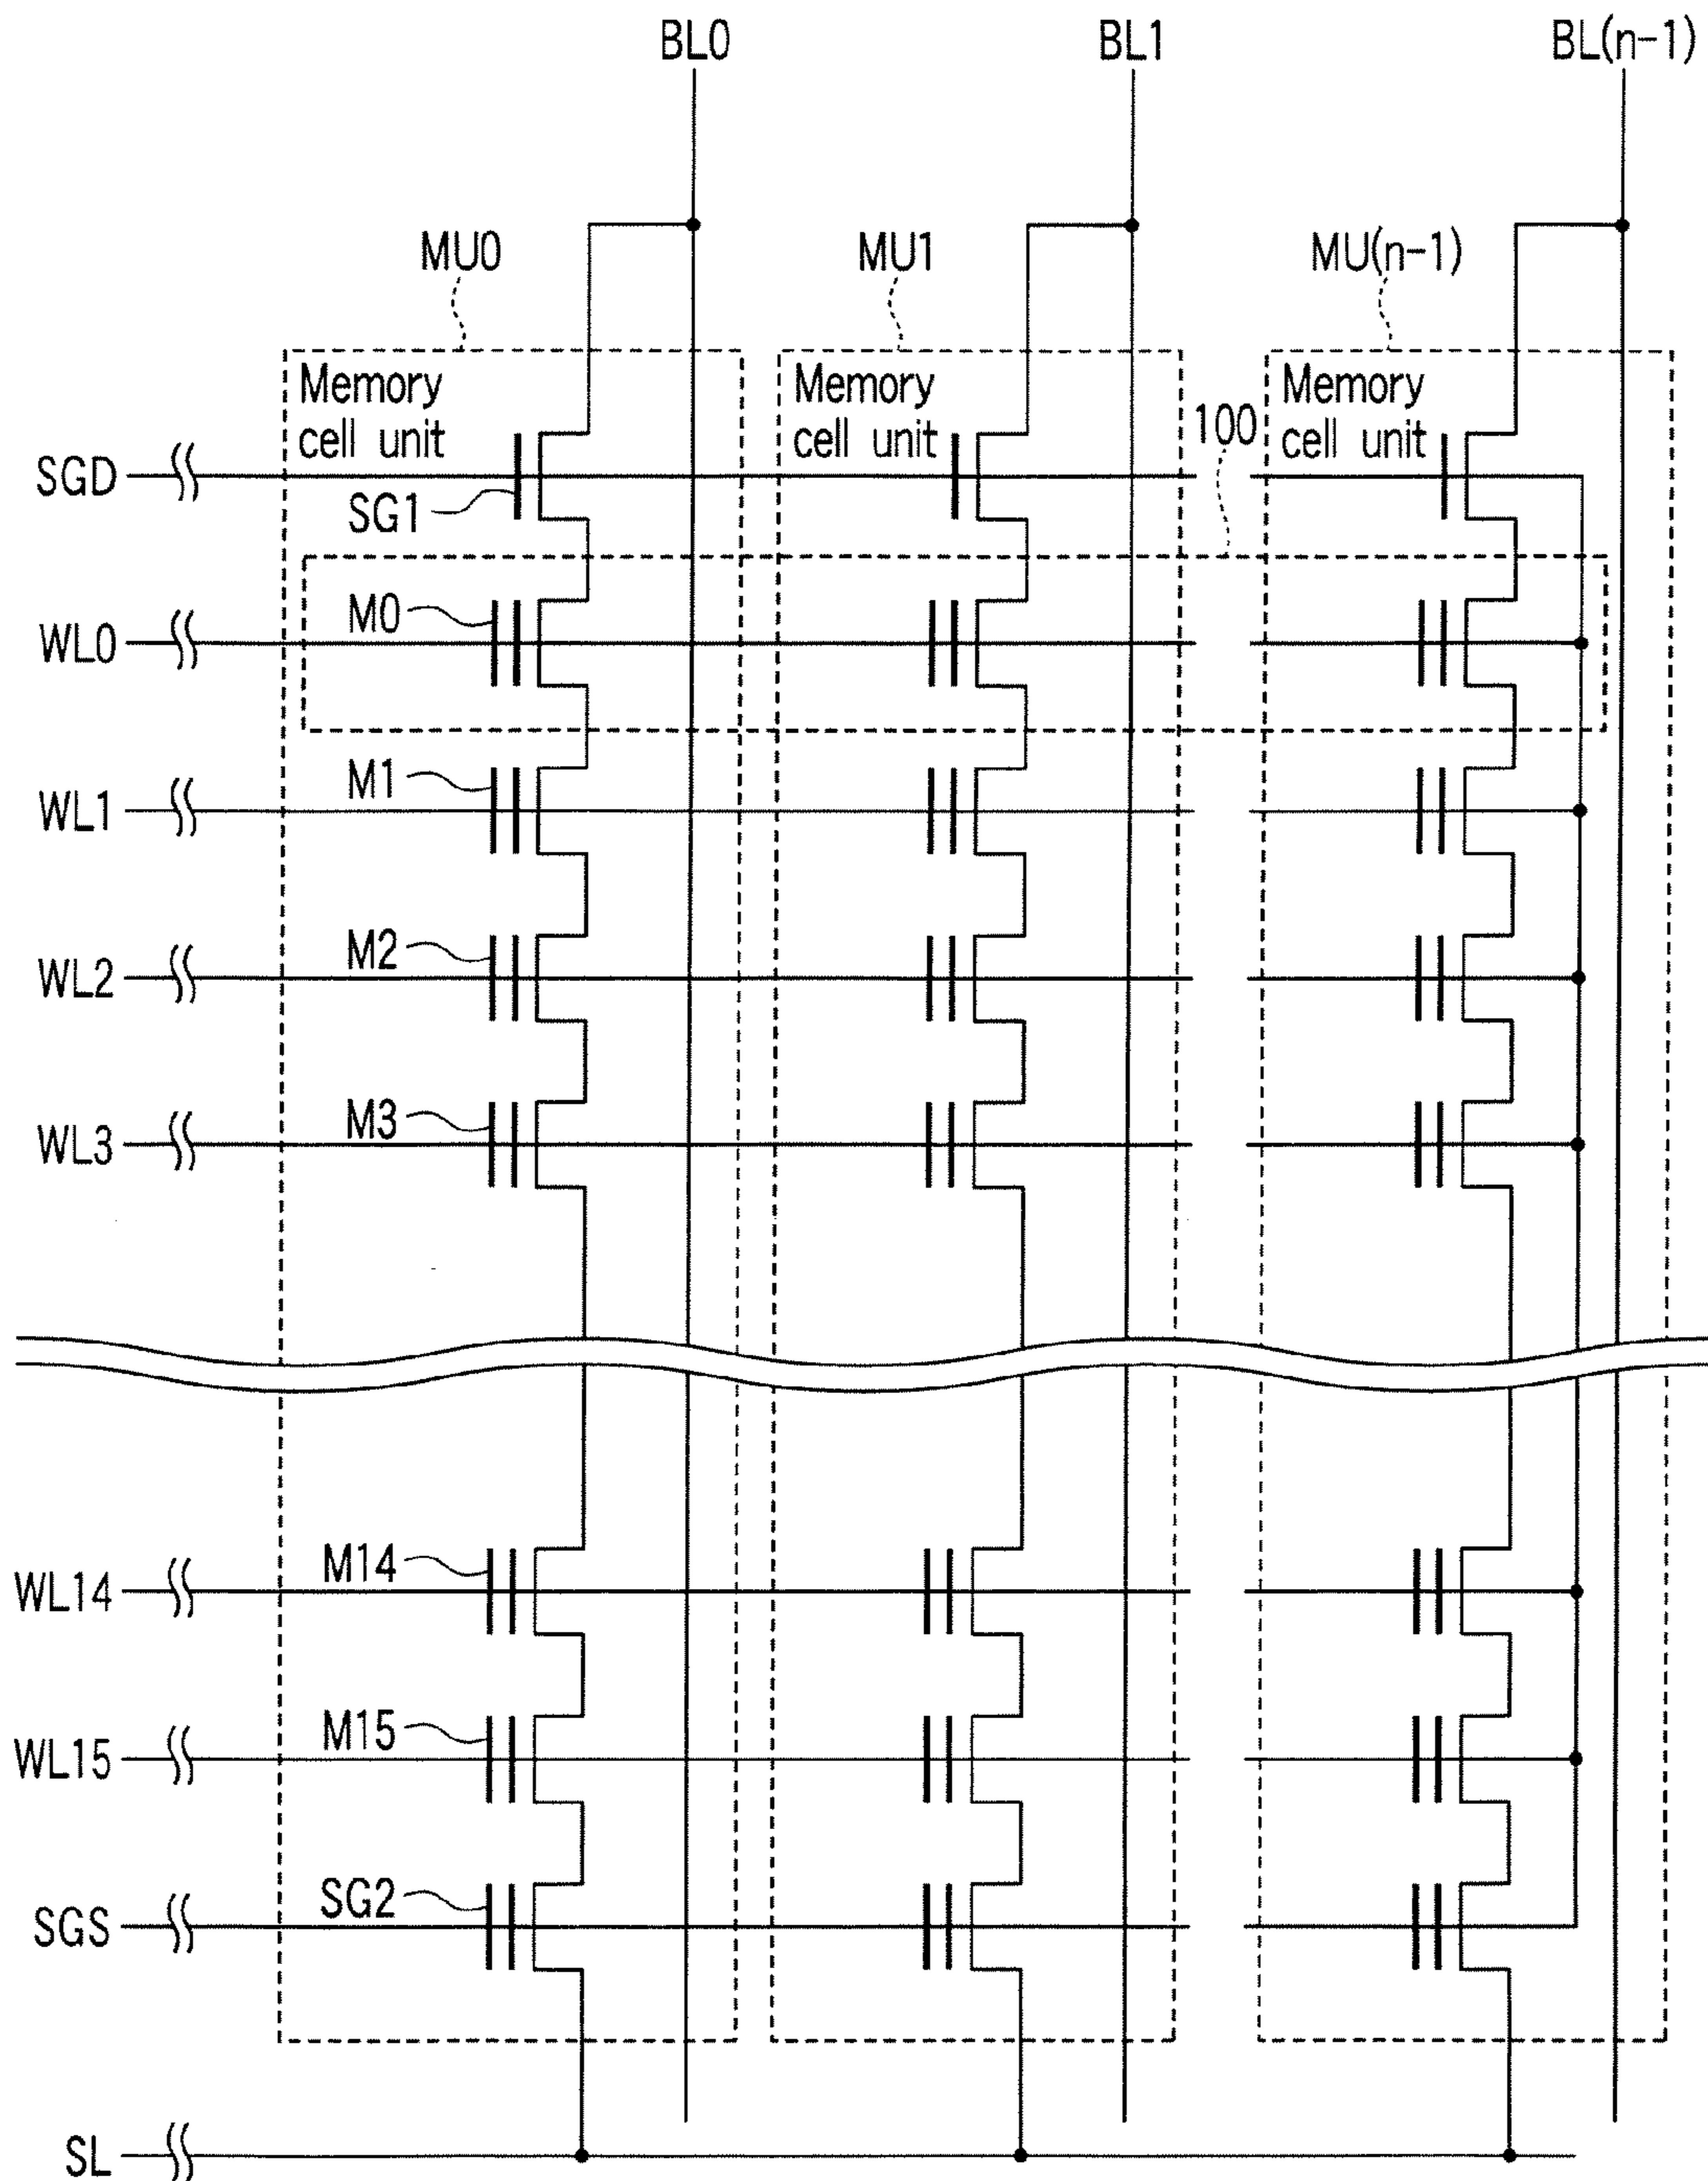 BL0
BL1
BL(n-1)
MU0
MU1
MU(n-1)
Memory
cell unit
Memory
cell unit
100
Memory
cell unit
SGD
SG1
WL0
M0
WL1
M1
WL2
M2
WL3
M3
WL14
M14
WL15
M15
SGS
SG2
SL